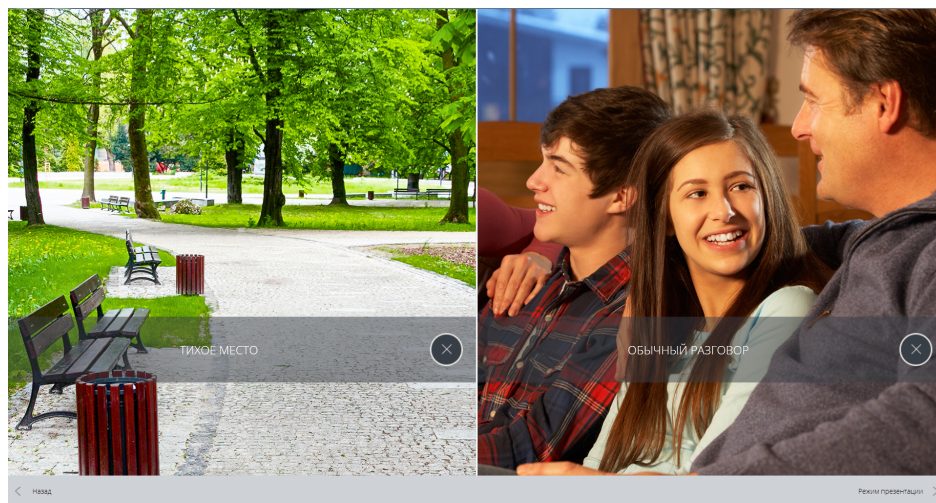 ТИХОЕ МЕСТО
ОБЫЧНЫЙ РАЗГОВОР
Назад
Режим презентации